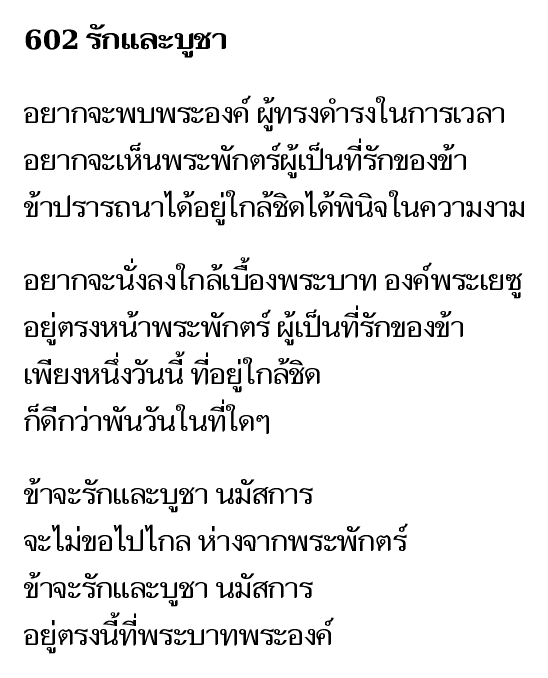 602 รักและบูชา
อยากจะพบพระองค์ ผู้ทรงดำรงในการเวลา
อยากจะเห็นพระพักตร์ผู้เป็นที่รักของข้า
ข้าปรารถนาได้อยู่ใกล้ชิดได้พินิจในความงาม
อยากจะนั่งลงใกล้เบื้องพระบาท องค์พระเยซู
อยู่ตรงหน้าพระพักตร์ ผู้เป็นที่รักของข้า
เพียงหนึ่งวันนี้ ที่อยู่ใกล้ชิด
ก็ดีกว่าพันวันในที่ใดๆ
ข้าจะรักและบูชา นมัสการ
จะไม่ขอไปไกล ห่างจากพระพักตร์
ข้าจะรักและบูชา นมัสการ
อยู่ตรงนี้ที่พระบาทพระองค์